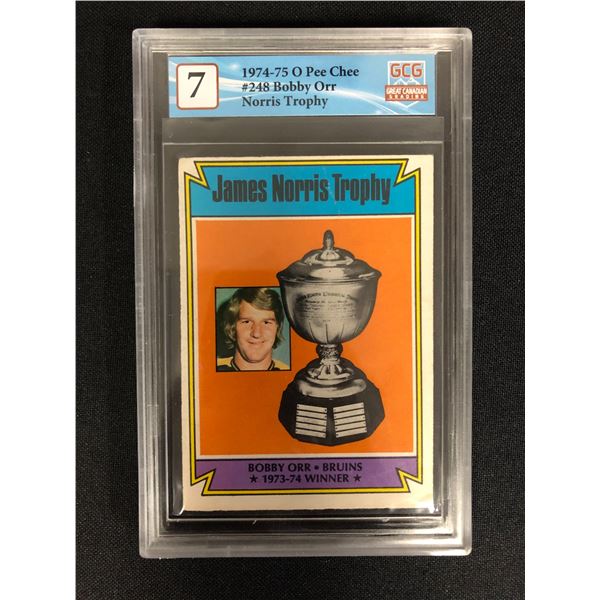 7
1974-75 O Pee Chee
#248 Bobby Orr
Norris Trophy
GCG
GREAT CANADIAN
GRADING
James Norris Trophy
BOBBY ORR • BRUINS
★ 1973-74 WINNER ★